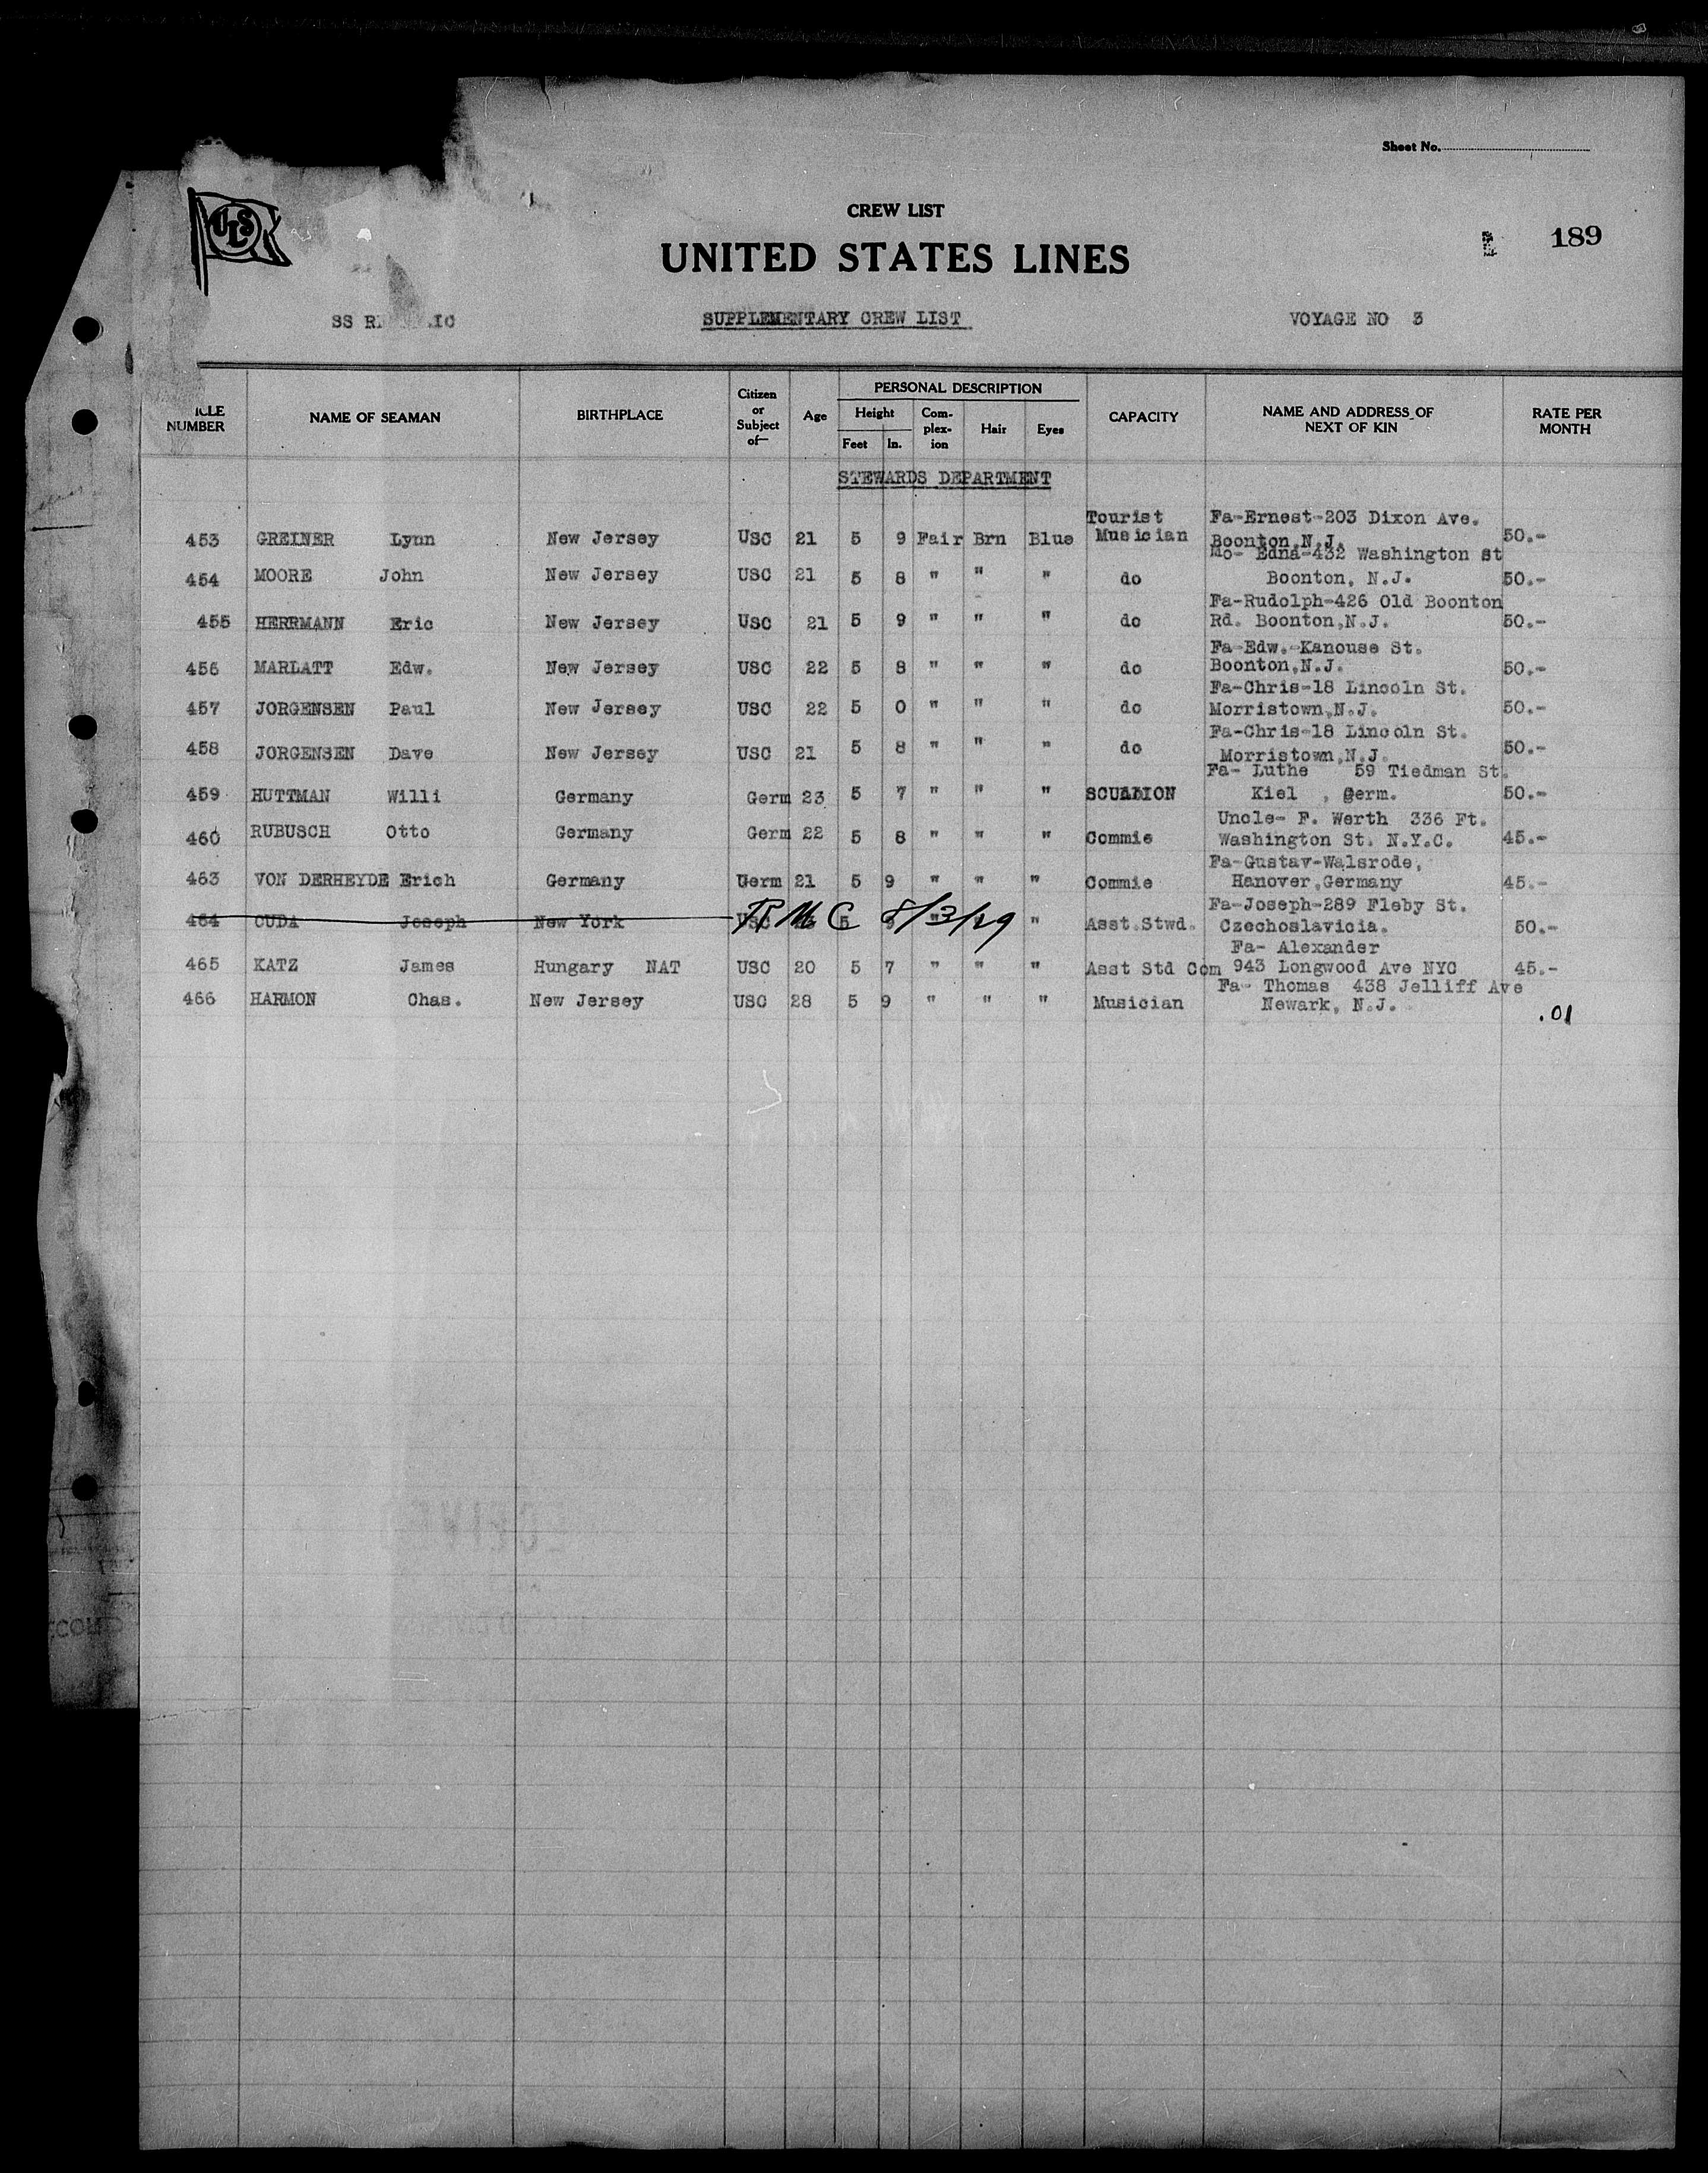 Sheet No.
ULS
CREW LIST
UNITED STATES LINES
189
SS R IC SUPPLEMENTARY CREW LIST VOYAGE NO 3
ICLE NUMBER NAME OF SEAMAN BIRTHPLACE Citizen or Subject of— Age PERSONAL DESCRIPTION Height Feet In. Com-plex-ion Hair Eyes CAPACITY NAME AND ADDRESS OF NEXT OF KIN RATE PER MONTH
STEWARDS DEPARTMENT
Tourist Fa-Ernest-203 Dixon Ave.
453 GREINER Lynn New Jersey USC 21 5 9 Fair Brn Blue Musician Boonton,N.J. 50.-
Mo- Edna-432 Washington St
454 MOORE John New Jersey USC 21 5 8 " " " do Boonton, N.J. 50.-
Fa-Rudolph-426 Old Boonton
455 HERRMANN Eric New Jersey USC 21 5 9 " " " do Rd. Boonton,N.J. 50.-
Fa-Edw.-Kanouse St.
456 MARLATT Edw. New Jersey USC 22 5 8 " " " do Boonton,N.J. 50.-
Fa-Chris-18 Lincoln St.
457 JORGENSEN Paul New Jersey USC 22 5 0 " " " do Morristown,N.J. 50.-
Fa-Chris-18 Lincoln St.
458 JORGENSEN Dave New Jersey USC 21 5 8 " " " do Morristown,N.J. 50.-
Fa- Luthe 59 Tiedman St.
459 HUTTMAN Willi Germany Germ 23 5 7 " " " SCULLION Kiel , Germ. 50.-
Uncle- F. Werth 336 Ft.
460 RUBUSCH Otto Germany Germ 22 5 8 " " " Commie Washington St. N.Y.C. 45.-
Fa-Gustav-Walsrode,
463 VON DERHEYDE Erich Germany Germ 21 5 9 " " " Commie Hanover,Germany 45.-
Fa-Joseph-289 Fleby St.
464 CUDA Joseph New York USC 5 " " " Asst.Stwd. Czechoslavicia. 50.-
8/3/29
Fa- Alexander
465 KATZ James Hungary NAT USC 20 5 7 " " " Asst Std Com 943 Longwood Ave NYC 45.-
Fa- Thomas 438 Jelliff Ave
466 HARMON Chas. New Jersey USC 28 5 9 " " " Musician Newark, N.J. .01